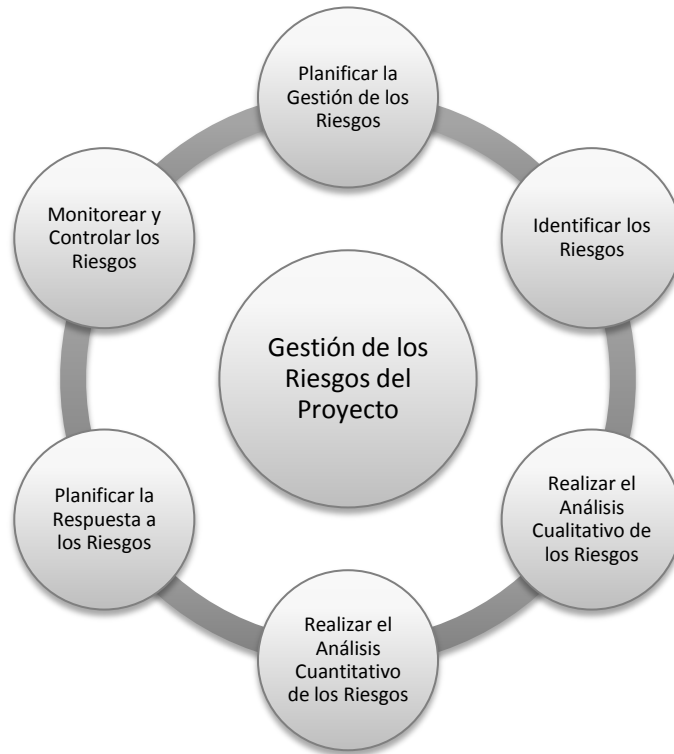 Planificar la
Gestión de los
Riesgos
Identificar los
Riesgos
Realizar el
Análisis
Cualitativo de
los Riesgos
Realizar el
Análisis
Cuantitativo
de los Riesgos
Planificar la
Respuesta a
los Riesgos
Monitorear y
Controlar los
Riesgos
Gestión de los
Riesgos del
Proyecto